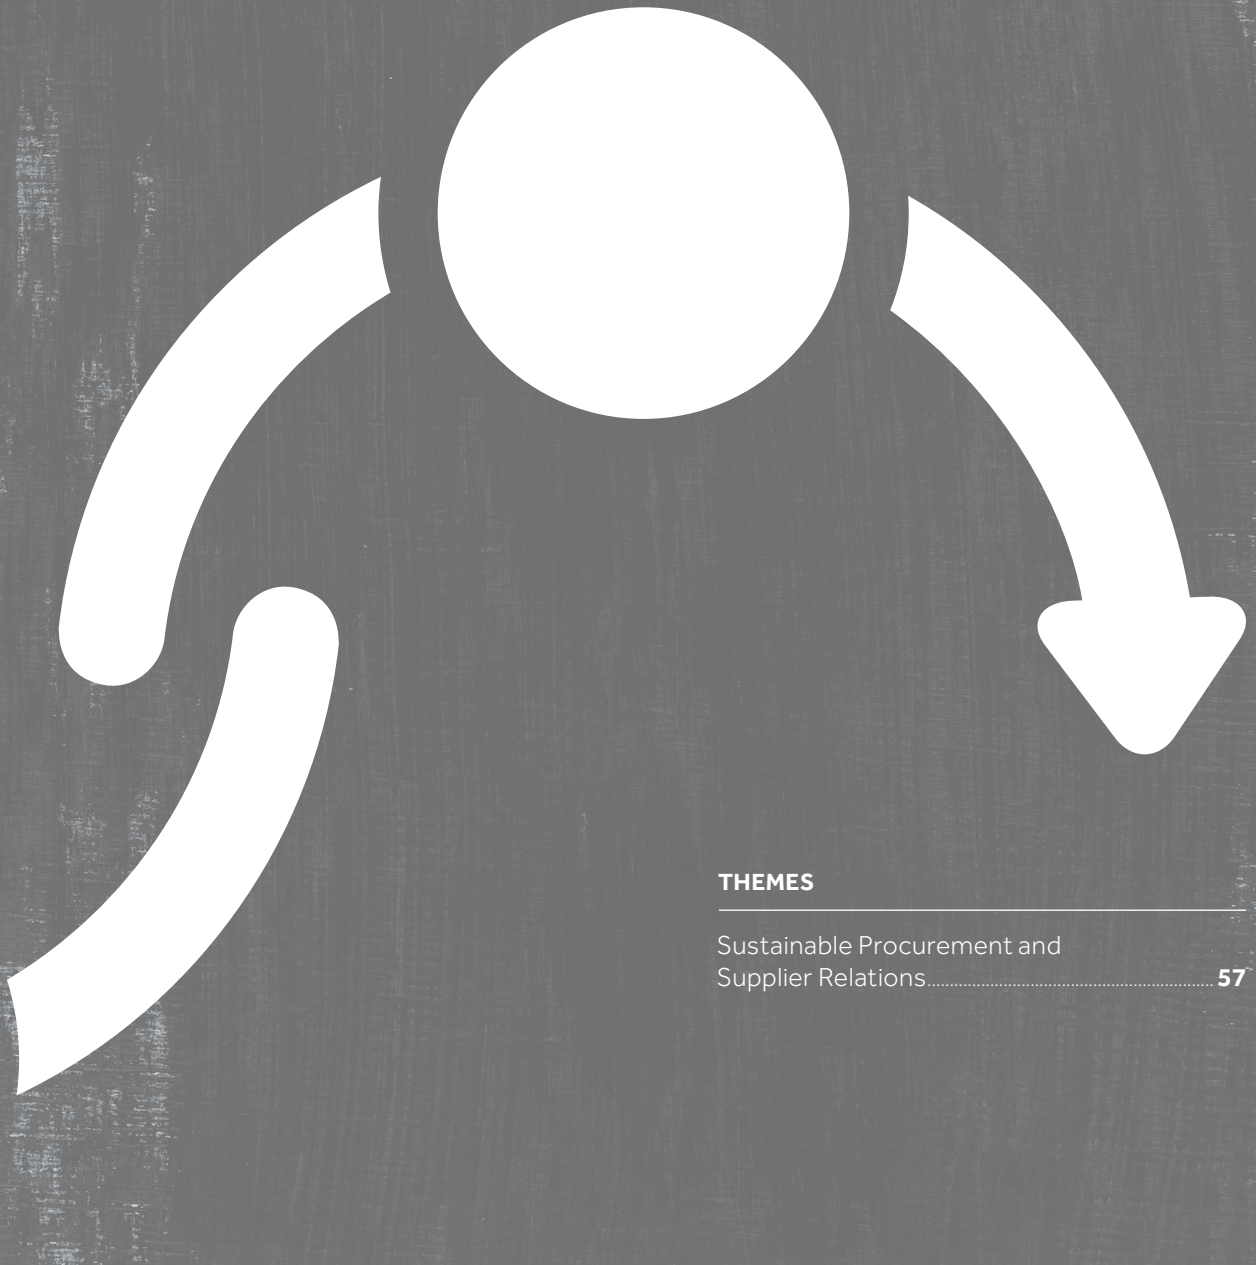 THEMES
Sustainable Procurement and
Supplier Relations 57